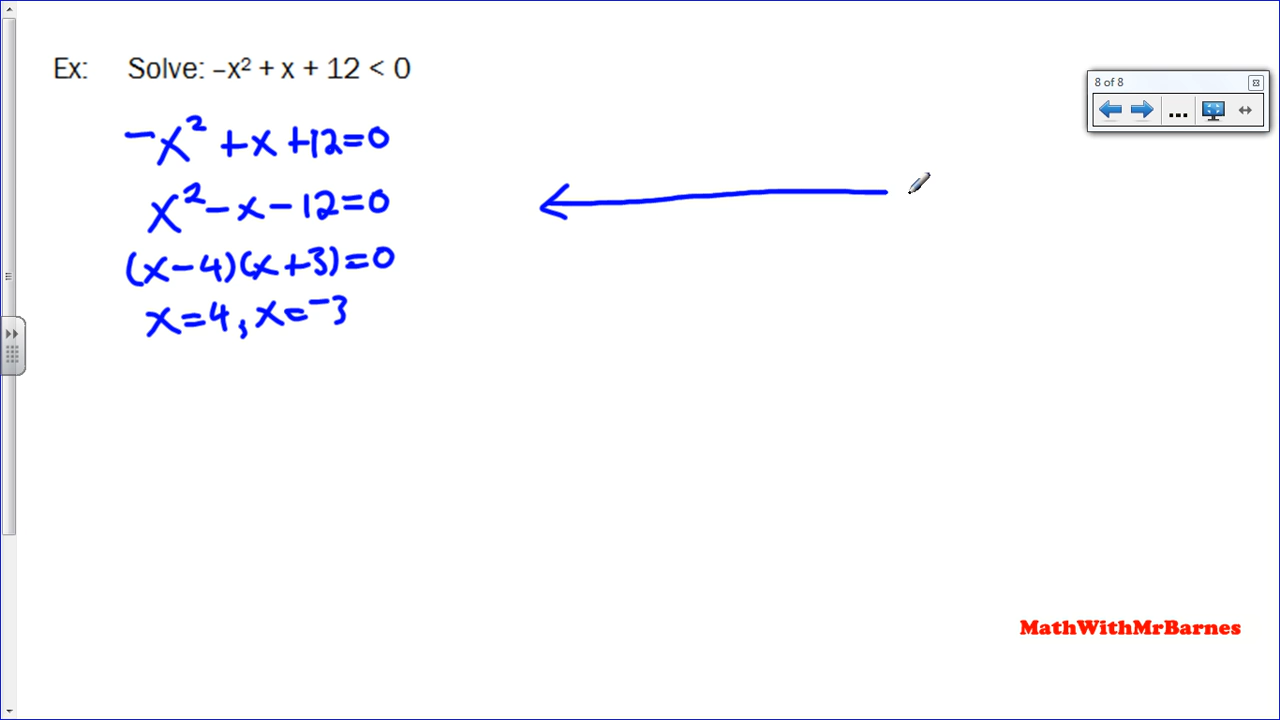 Ex: Solve: –x² + x + 12 < 0
8 of 8
...
-x² + x + 12 = 0
x² - x - 12 = 0
(x - 4)(x + 3) = 0
x = 4, x = -3
MathWithMrBarnes